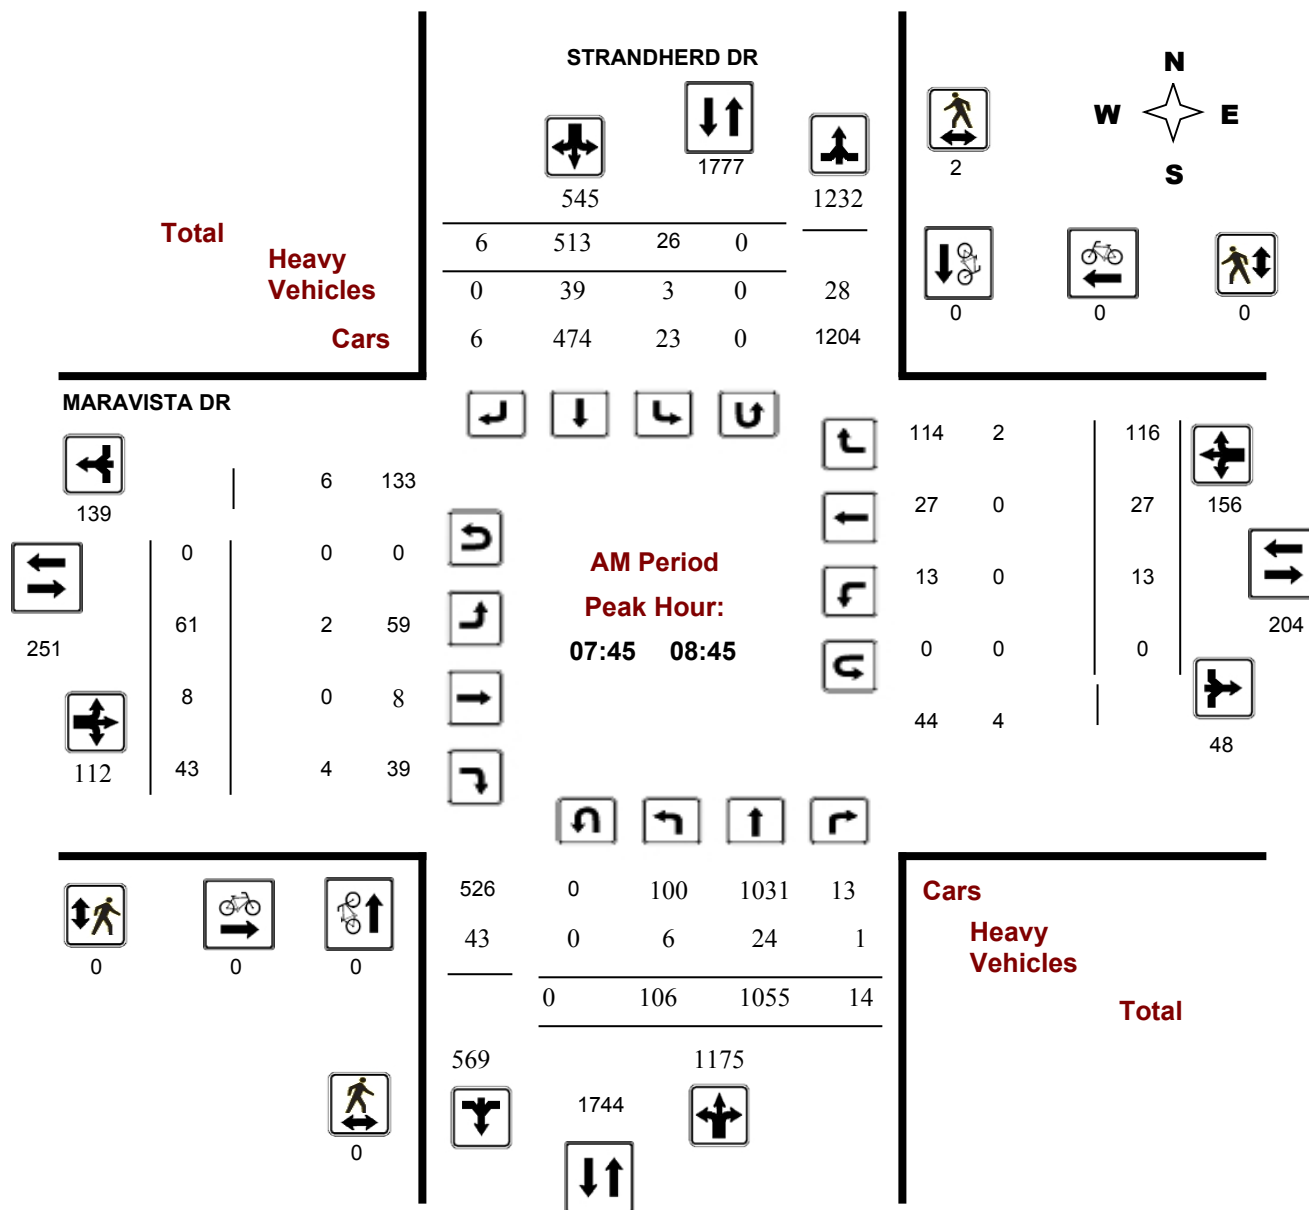 STRANDHERD DR
N
W E
S
1777
2
545 1232
Total
6 513 26 0
Heavy
Vehicles
0 39 3 0 28
0 0 0
Cars
6 474 23 0 1204
MARAVISTA DR
114 2 116
6 133
139
27 0 27 156
0 0 0
AM Period
13 0 13
Peak Hour:
61 2 59
204
251
07:45 08:45
0 0 0
8 0 8
44 4
48
112 43 4 39
526 0 100 1031 13
Cars
43 0 6 24 1
Heavy
Vehicles
0 0 0
0 106 1055 14
Total
569 1175
1744
0